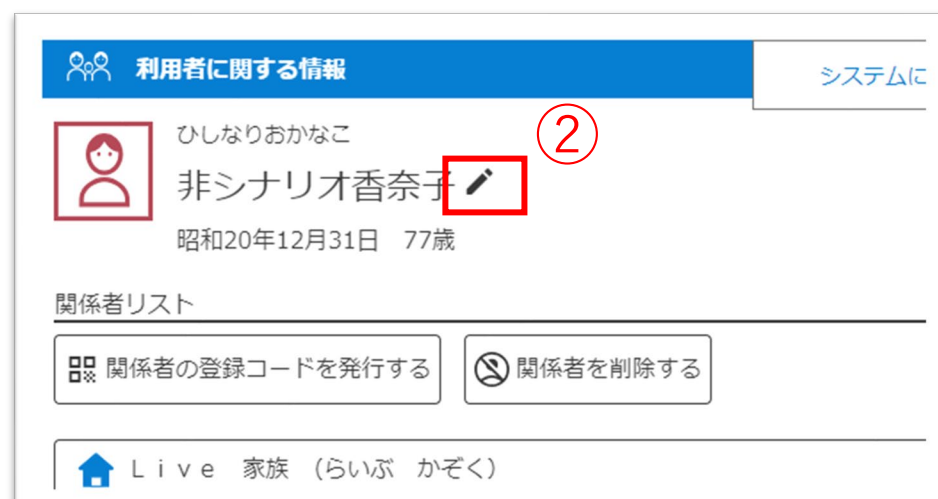 利用者に関する情報
システムに
ひしなりおかなこ
②
非シナリオ香奈子
昭和20年12月31日　77歳
関係者リスト
関係者の登録コードを発行する
関係者を削除する
Ｌｉｖｅ　家族　（らいぶ　かぞく）